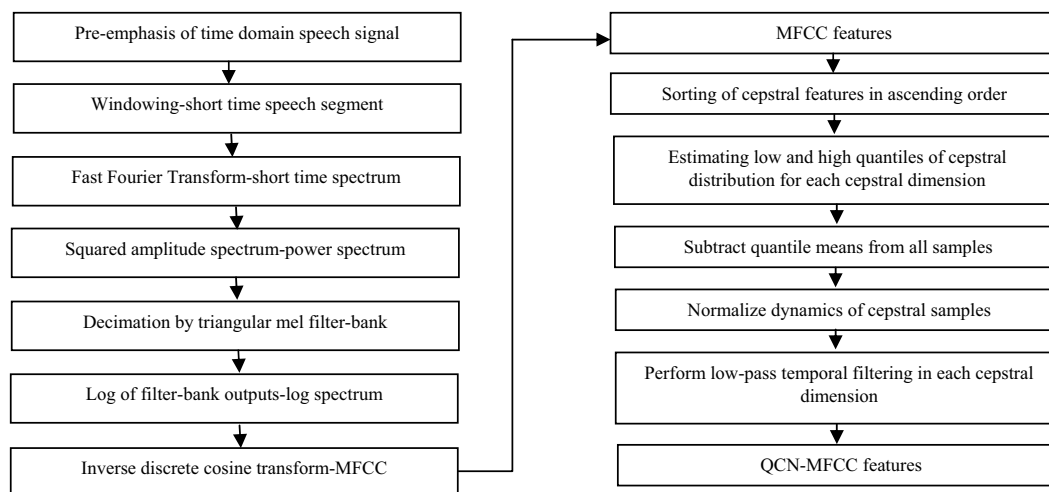 Pre-emphasis of time domain speech signal
Windowing-short time speech segment
Fast Fourier Transform-short time spectrum
Squared amplitude spectrum-power spectrum
Decimation by triangular mel filter-bank
Log of filter-bank outputs-log spectrum
Inverse discrete cosine transform-MFCC
MFCC features
Sorting of cepstral features in ascending order
Estimating low and high quantiles of cepstral
distribution for each cepstral dimension
Subtract quantile means from all samples
Normalize dynamics of cepstral samples
Perform low-pass temporal filtering in each cepstral
dimension
QCN-MFCC features